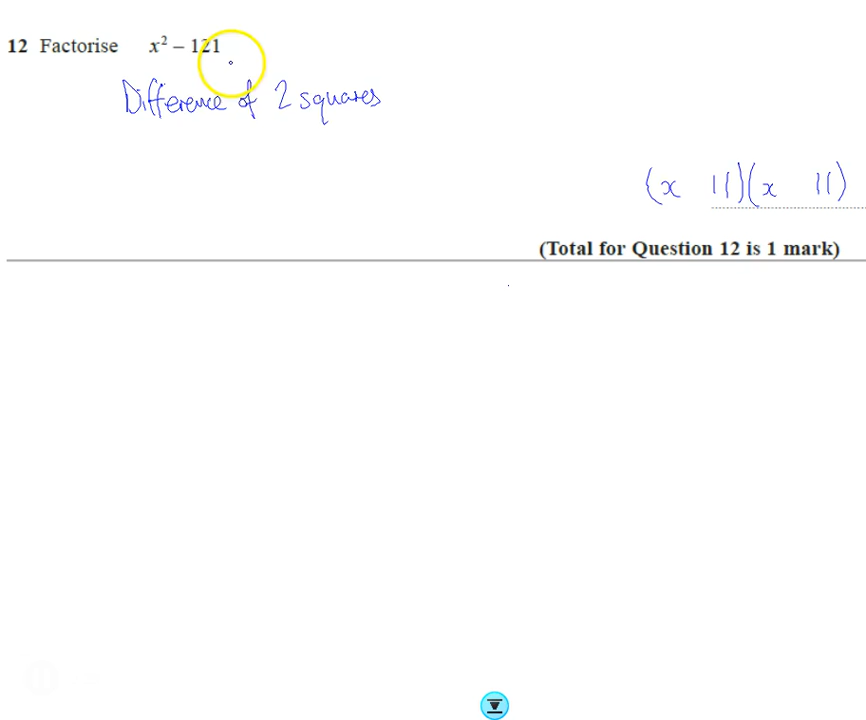 12 Factorise x² – 121
Difference of 2 squares
(x 11)(x 11)
(Total for Question 12 is 1 mark)